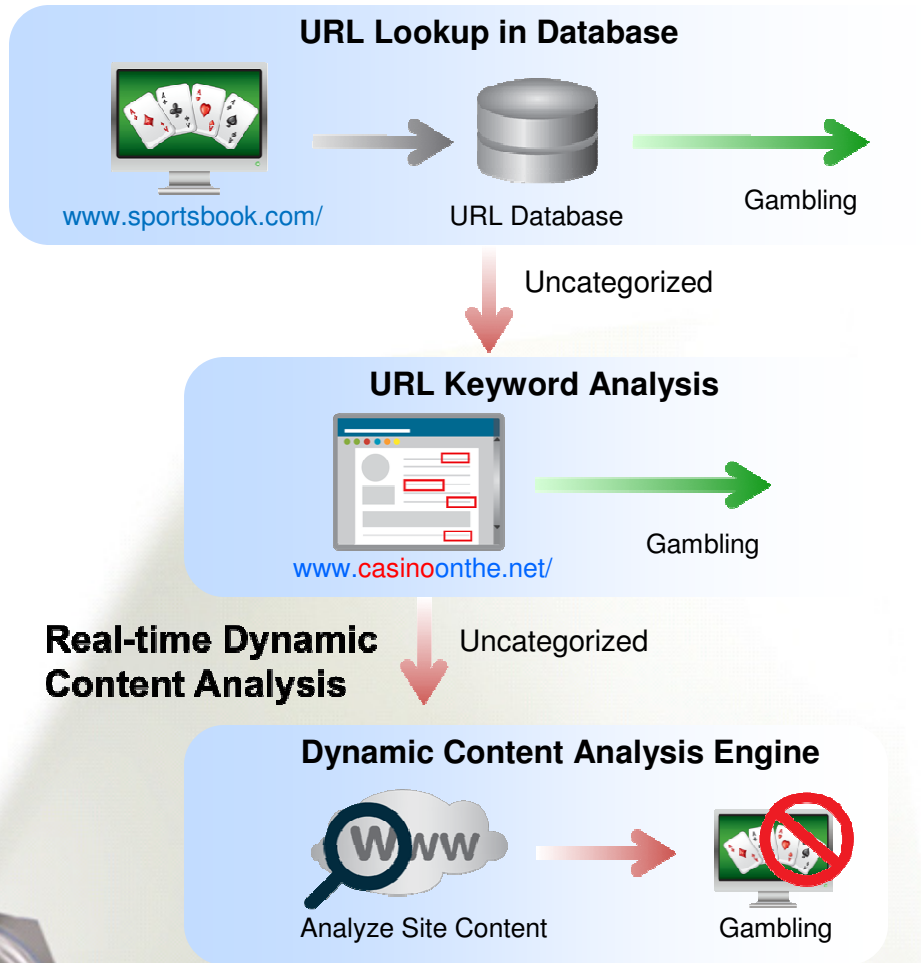 URL Lookup in Database
www.sportsbook.com/
URL Database
Gambling
Uncategorized
URL Keyword Analysis
www.casinoonthe.net/
Gambling
Real-time Dynamic
Content Analysis
Uncategorized
Dynamic Content Analysis Engine
Www
Analyze Site Content
Gambling